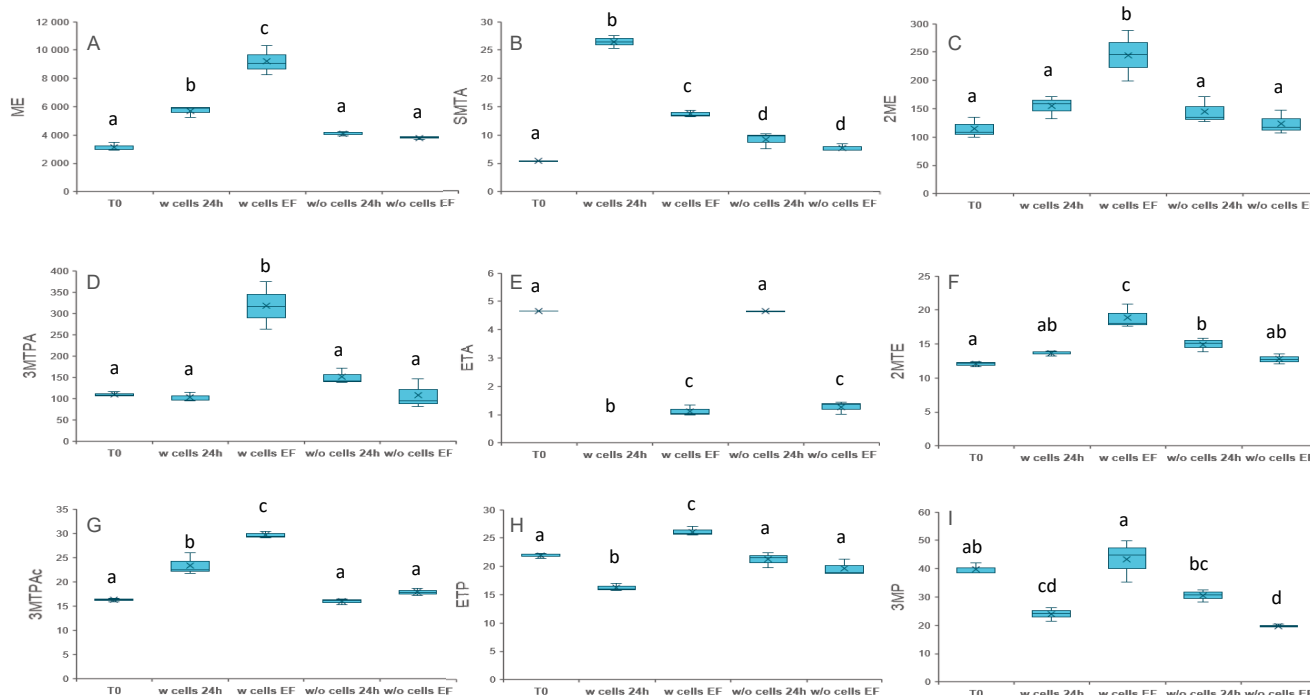 A
ME
12 000
10 000
8 000
6 000
4 000
2 000
0
a
b
c
a
a
T0 w cells 24h w cells EF w/o cells 24h w/o cells EF
B
SMTA
30
25
20
15
10
5
0
a
b
c
d
d
T0 w cells 24h w cells EF w/o cells 24h w/o cells EF
C
2ME
300
250
200
150
100
50
0
a
a
b
a
a
T0 w cells 24h w cells EF w/o cells 24h w/o cells EF
D
3MTPA
400
350
300
250
200
150
100
50
0
a
a
b
a
a
T0 w cells 24h w cells EF w/o cells 24h w/o cells EF
E
ETA
6
5
4
3
2
1
0
a
b
c
a
c
T0 w cells 24h w cells EF w/o cells 24h w/o cells EF
F
2MTE
25
20
15
10
5
0
a
ab
c
b
ab
T0 w cells 24h w cells EF w/o cells 24h w/o cells EF
G
3MTPAc
35
30
25
20
15
10
5
0
a
b
c
a
a
T0 w cells 24h w cells EF w/o cells 24h w/o cells EF
H
ETP
30
25
20
15
10
5
0
a
b
c
a
a
T0 w cells 24h w cells EF w/o cells 24h w/o cells EF
I
3MP
60
50
40
30
20
10
0
ab
cd
a
bc
d
T0 w cells 24h w cells EF w/o cells 24h w/o cells EF